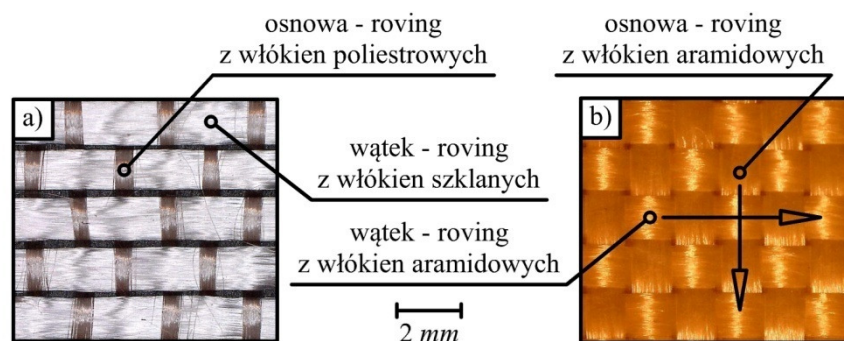 osnowa - roving
z włókien poliestrowych
osnowa - roving
z włókien aramidowych
a)
b)
wątek - roving
z włókien szklanych
wątek - roving
z włókien aramidowych
2 mm